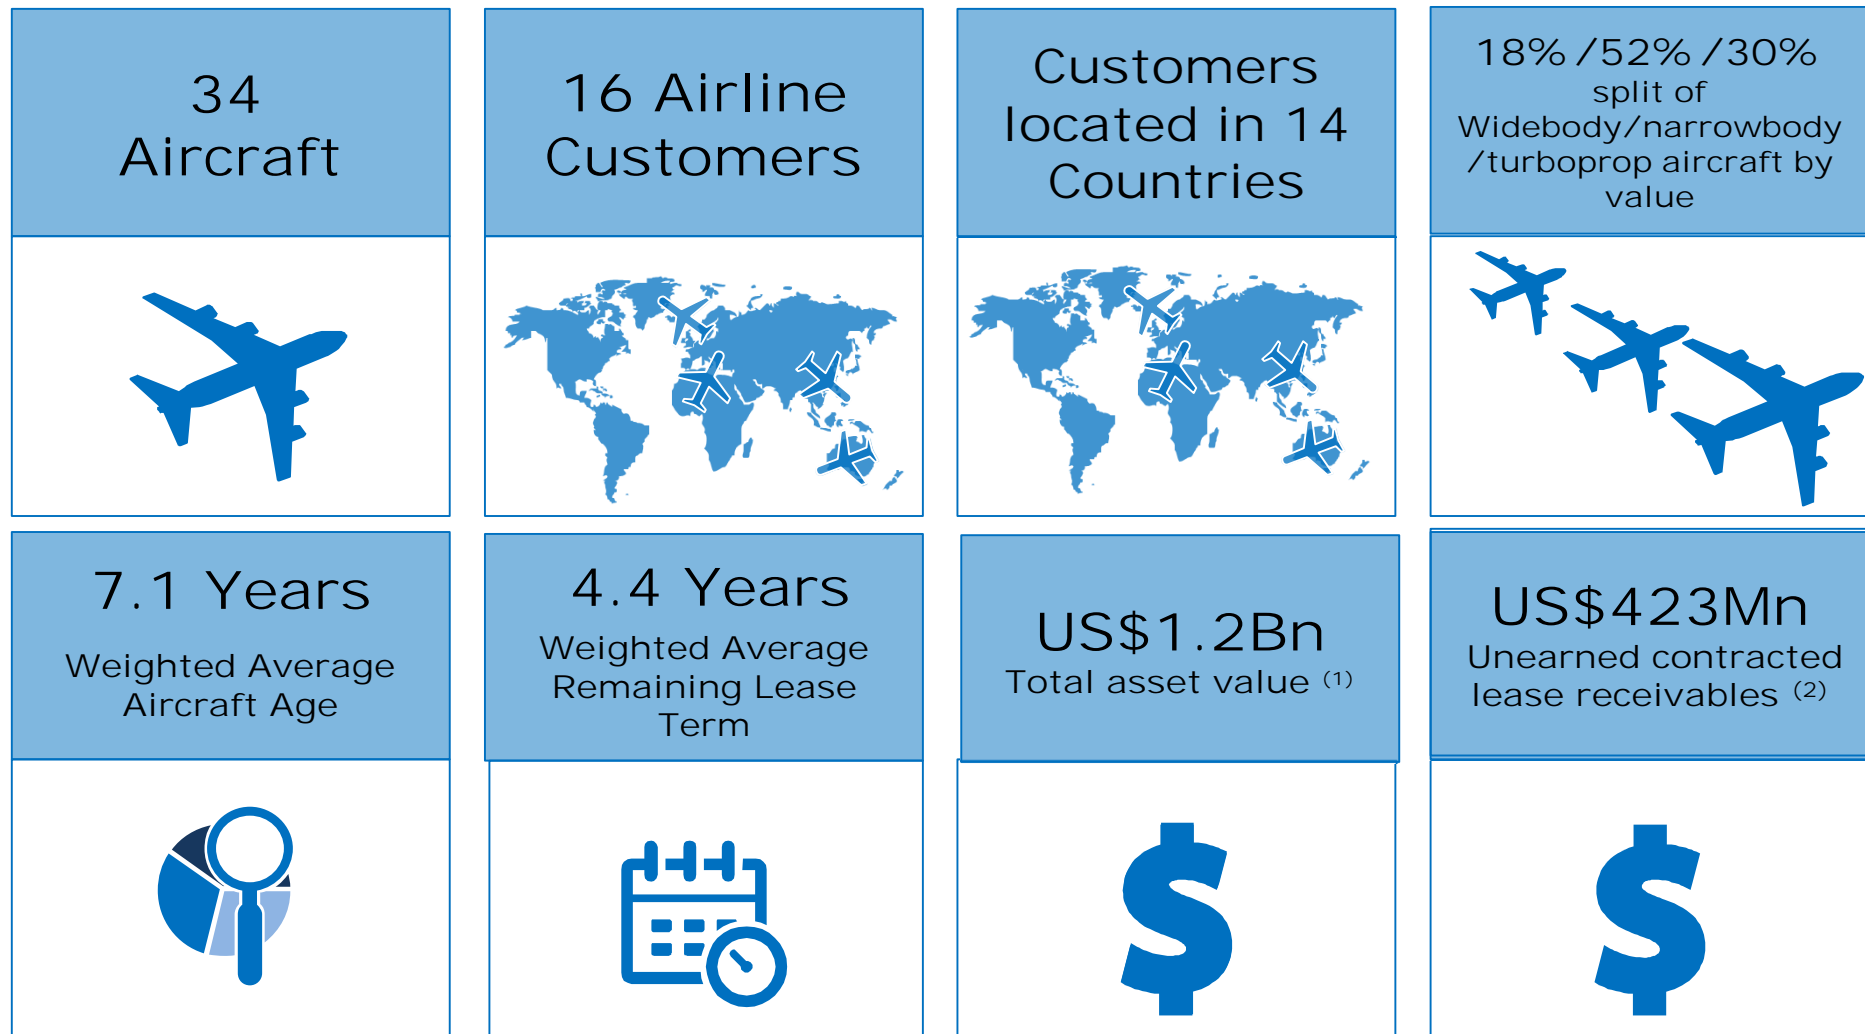 34
Aircraft
16 Airline
Customers
Customers
located in 14
Countries
18% /52% /30%
split of
Widebody/narrowbody
/turboprop aircraft by
value
7.1 Years
Weighted Average
Aircraft Age
4.4 Years
Weighted Average
Remaining Lease
Term
US$1.2Bn
Total asset value (1)
US$423Mn
Unearned contracted
lease receivables (2)